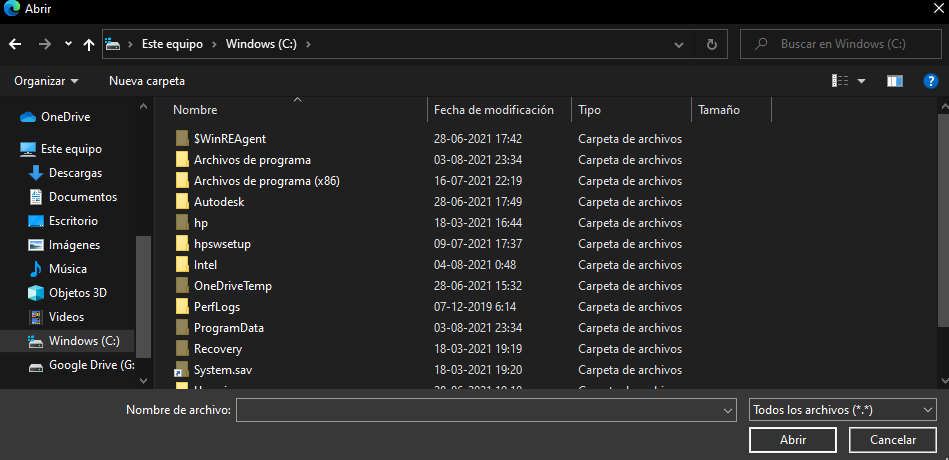 Abrir
Este equipo Windows (C:) Buscar en Windows (C:)
Organizar Nueva carpeta
OneDrive
Este equipo
Descargas
Documentos
Escritorio
Imágenes
Música
Objetos 3D
Videos
Windows (C:)
Google Drive (G:
Nombre Fecha de modificación Tipo Tamaño
$WinREAgent 28-06-2021 17:42 Carpeta de archivos
Archivos de programa 03-08-2021 23:34 Carpeta de archivos
Archivos de programa (x86) 16-07-2021 22:19 Carpeta de archivos
Autodesk 28-06-2021 17:49 Carpeta de archivos
hp 18-03-2021 16:44 Carpeta de archivos
hpswsetup 09-07-2021 17:37 Carpeta de archivos
Intel 04-08-2021 0:48 Carpeta de archivos
OneDriveTemp 28-06-2021 15:32 Carpeta de archivos
PerfLogs 07-12-2019 6:14 Carpeta de archivos
ProgramData 03-08-2021 23:34 Carpeta de archivos
Recovery 18-03-2021 19:19 Carpeta de archivos
System.sav 18-03-2021 19:20 Carpeta de archivos
Nombre de archivo: Todos los archivos (*.*)
Abrir Cancelar